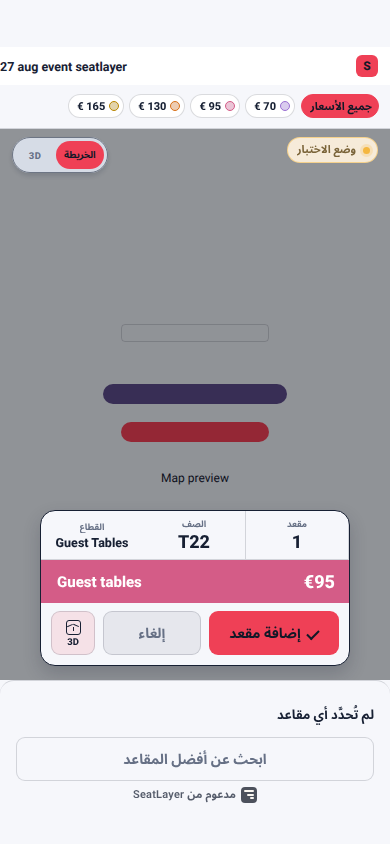 27 aug event seatlayer
S
جميع الأسعار
€ 70
€ 95
€ 130
€ 165
وضع الاختبار
الخريطة
3D
Map preview
مقعد
1
الصف
T22
القطاع
Guest Tables
Guest tables
€95
إضافة مقعد
إلغاء
3D
لم تُحدَّد أي مقاعد
ابحث عن أفضل المقاعد
مدعوم من SeatLayer